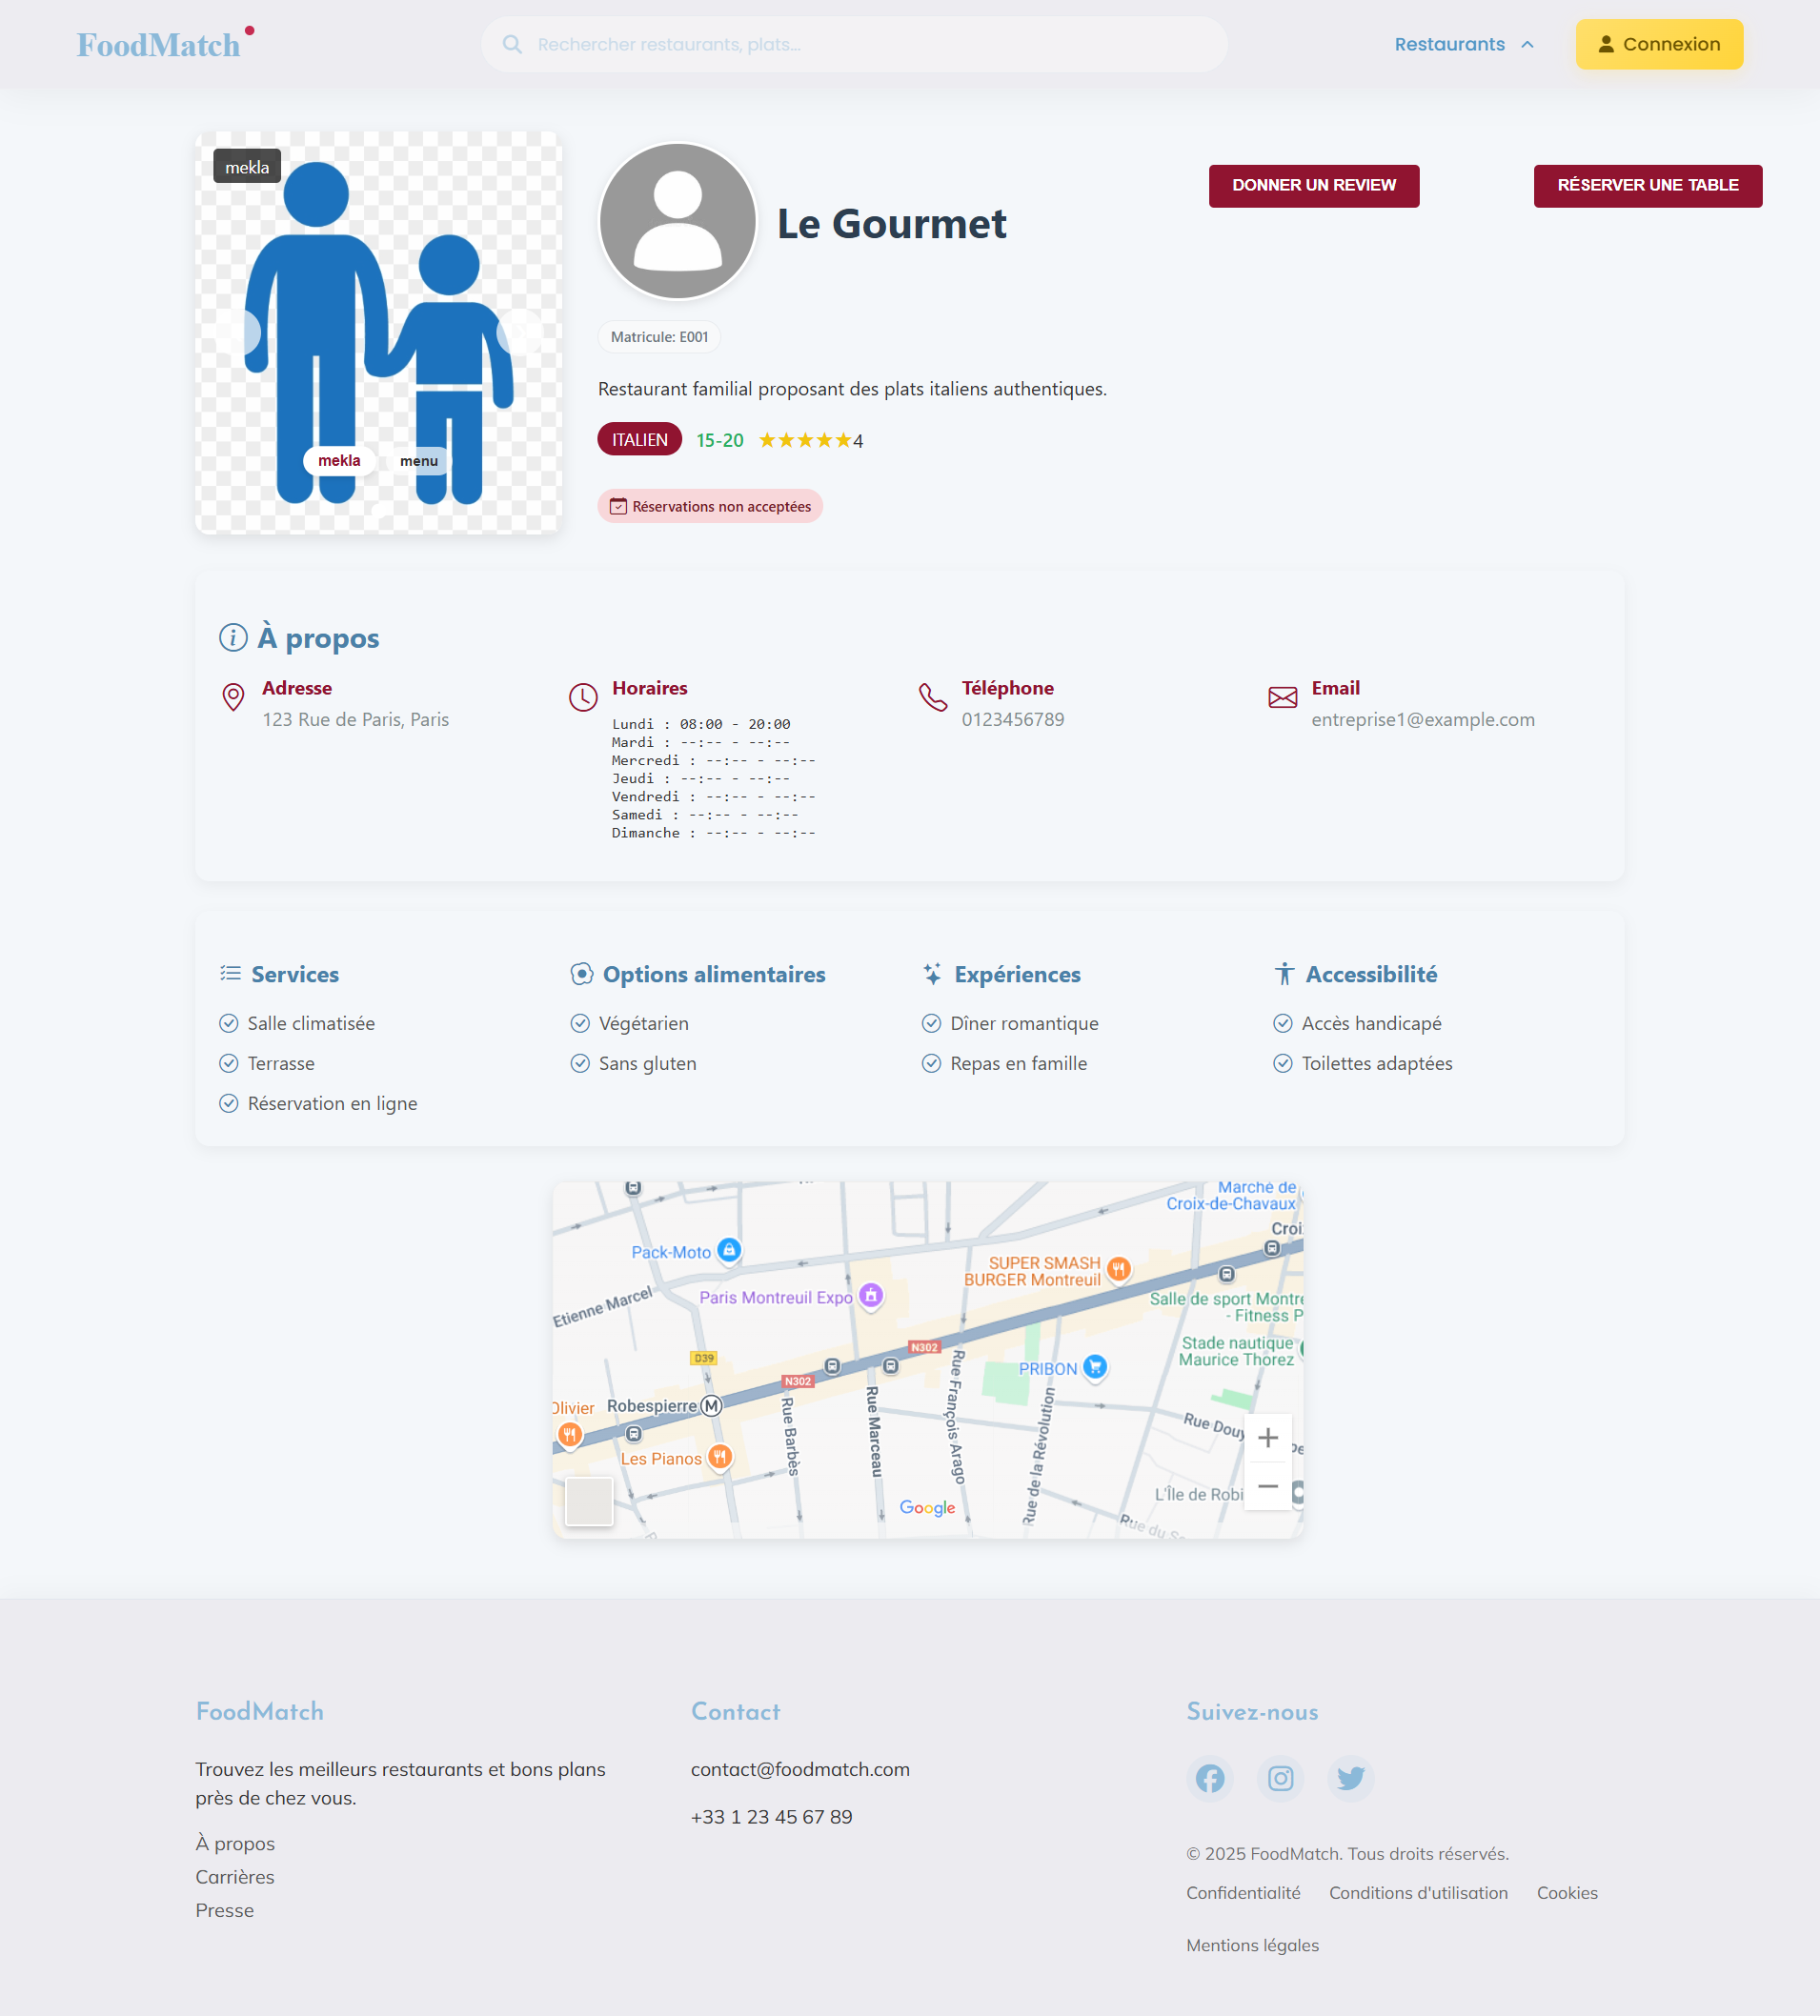 FoodMatch
Rechercher restaurants, plats...
Restaurants
Connexion
mekla
mekla
menu
Le Gourmet
DONNER UN REVIEW
RÉSERVER UNE TABLE
Matricule: E001
Restaurant familial proposant des plats italiens authentiques.
ITALIEN
15-20
★★★★★4
Réservations non acceptées
À propos
Adresse
123 Rue de Paris, Paris
Horaires
Lundi : 08:00 - 20:00
Mardi : --:-- - --:--
Mercredi : --:-- - --:--
Jeudi : --:-- - --:--
Vendredi : --:-- - --:--
Samedi : --:-- - --:--
Dimanche : --:-- - --:--
Téléphone
0123456789
Email
entreprise1@example.com
Services
Salle climatisée
Terrasse
Réservation en ligne
Options alimentaires
Végétarien
Sans gluten
Expériences
Dîner romantique
Repas en famille
Accessibilité
Accès handicapé
Toilettes adaptées
Marché de
Croix-de-Chavaux
Croi
Pack-Moto
SUPER SMASH
BURGER Montreuil
Paris Montreuil Expo
Etienne Marcel
Salle de sport Montre
- Fitness P
Stade nautique
Maurice Thorez
N302
D39
PRIBON
N302
Olivier
Robespierre
M
Les Pianos
Rue Barbès
Rue Marceau
Rue François Arago
Rue de la Révolution
Rue Douy
L'Île de Robi
Rue du S
Google
+
−
FoodMatch
Trouvez les meilleurs restaurants et bons plans
près de chez vous.
À propos
Carrières
Presse
Contact
contact@foodmatch.com
+33 1 23 45 67 89
Suivez-nous
© 2025 FoodMatch. Tous droits réservés.
Confidentialité
Conditions d'utilisation
Cookies
Mentions légales